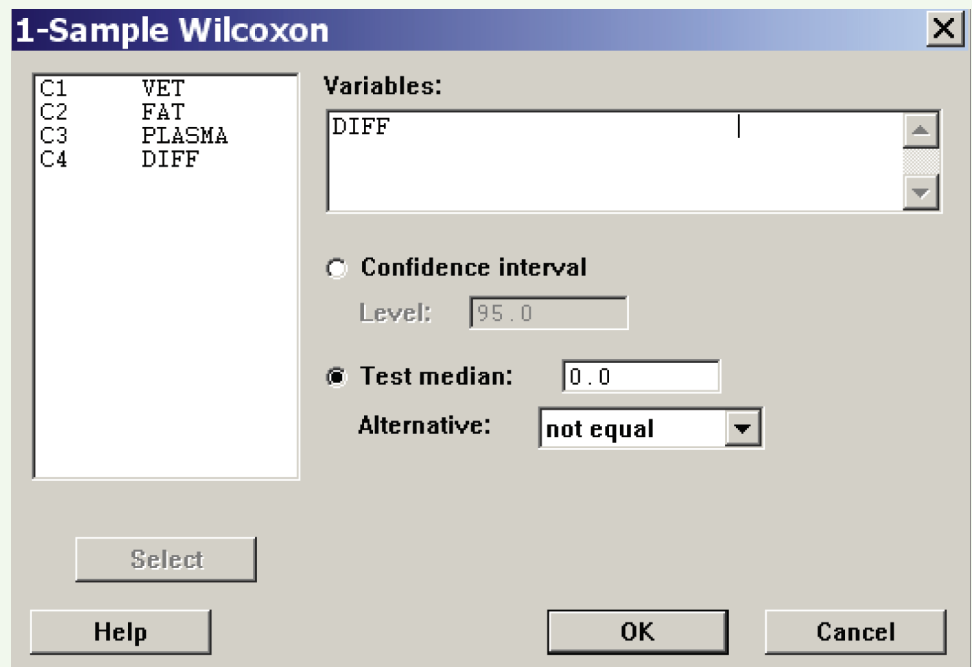 1-Sample Wilcoxon
C1 VET
C2 FAT
C3 PLASMA
C4 DIFF
Variables:
DIFF
Confidence interval
Level: 95.0
Test median: 0.0
Alternative: not equal
Select
Help OK Cancel